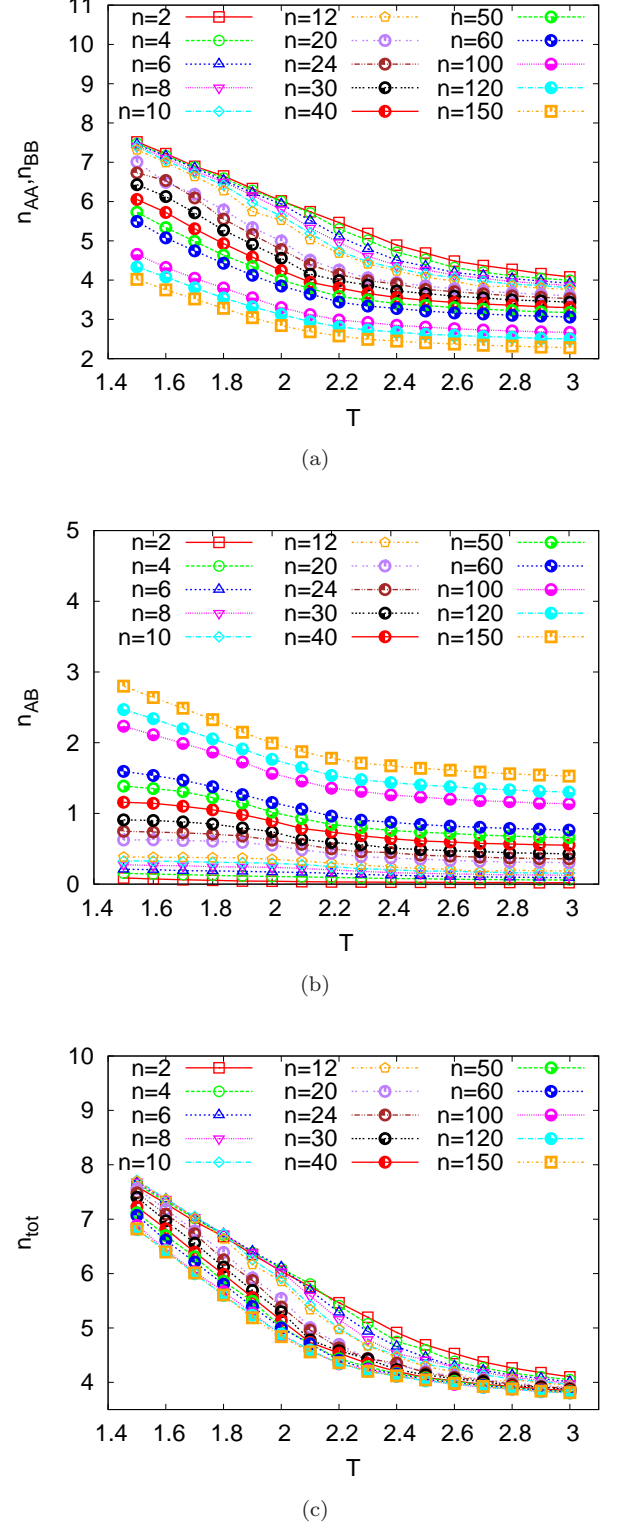 11
10
9
8
7
6
5
4
3
2
n=2 n=12 n=50
n=4 n=20 n=60
n=6 n=24 n=100
n=8 n=30 n=120
n=10 n=40 n=150
n_AA,n_BB
1.4 1.6 1.8 2 2.2 2.4 2.6 2.8 3
T
(a)
5
4
3
2
1
0
n=2 n=12 n=50
n=4 n=20 n=60
n=6 n=24 n=100
n=8 n=30 n=120
n=10 n=40 n=150
n_AB
1.4 1.6 1.8 2 2.2 2.4 2.6 2.8 3
T
(b)
10
9
8
7
6
5
4
n=2 n=12 n=50
n=4 n=20 n=60
n=6 n=24 n=100
n=8 n=30 n=120
n=10 n=40 n=150
n_tot
1.4 1.6 1.8 2 2.2 2.4 2.6 2.8 3
T
(c)